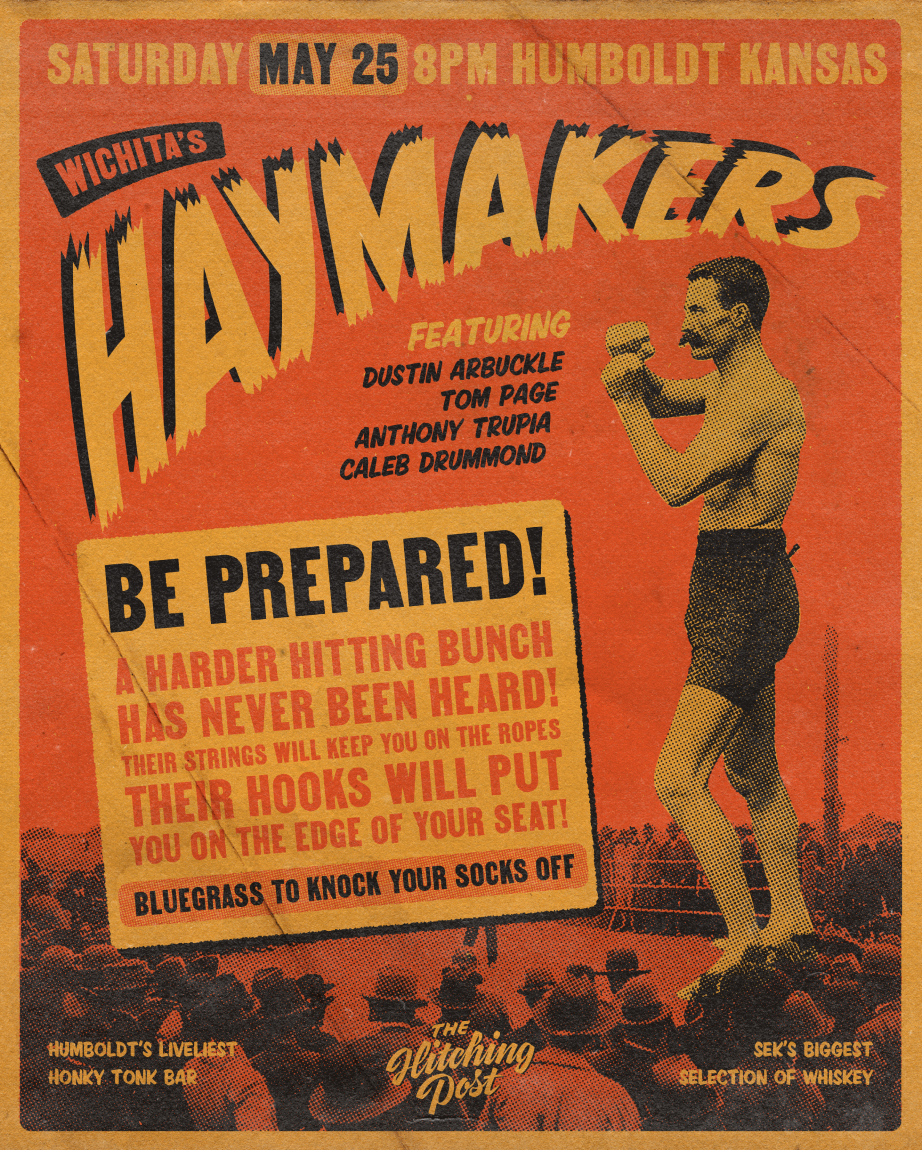 SATURDAY MAY 25 8PM HUMBOLDT KANSAS
WICHITA'S
HAYMAKERS
FEATURING
DUSTIN ARBUCKLE
TOM PAGE
ANTHONY TRUPIA
CALEB DRUMMOND
BE PREPARED!
A HARDER HITTING BUNCH
HAS NEVER BEEN HEARD!
THEIR STRINGS WILL KEEP YOU ON THE ROPES
THEIR HOOKS WILL PUT
YOU ON THE EDGE OF YOUR SEAT!
BLUEGRASS TO KNOCK YOUR SOCKS OFF
HUMBOLDT'S LIVELIEST
HONKY TONK BAR
THE
Hitching
Post
SEK'S BIGGEST
SELECTION OF WHISKEY